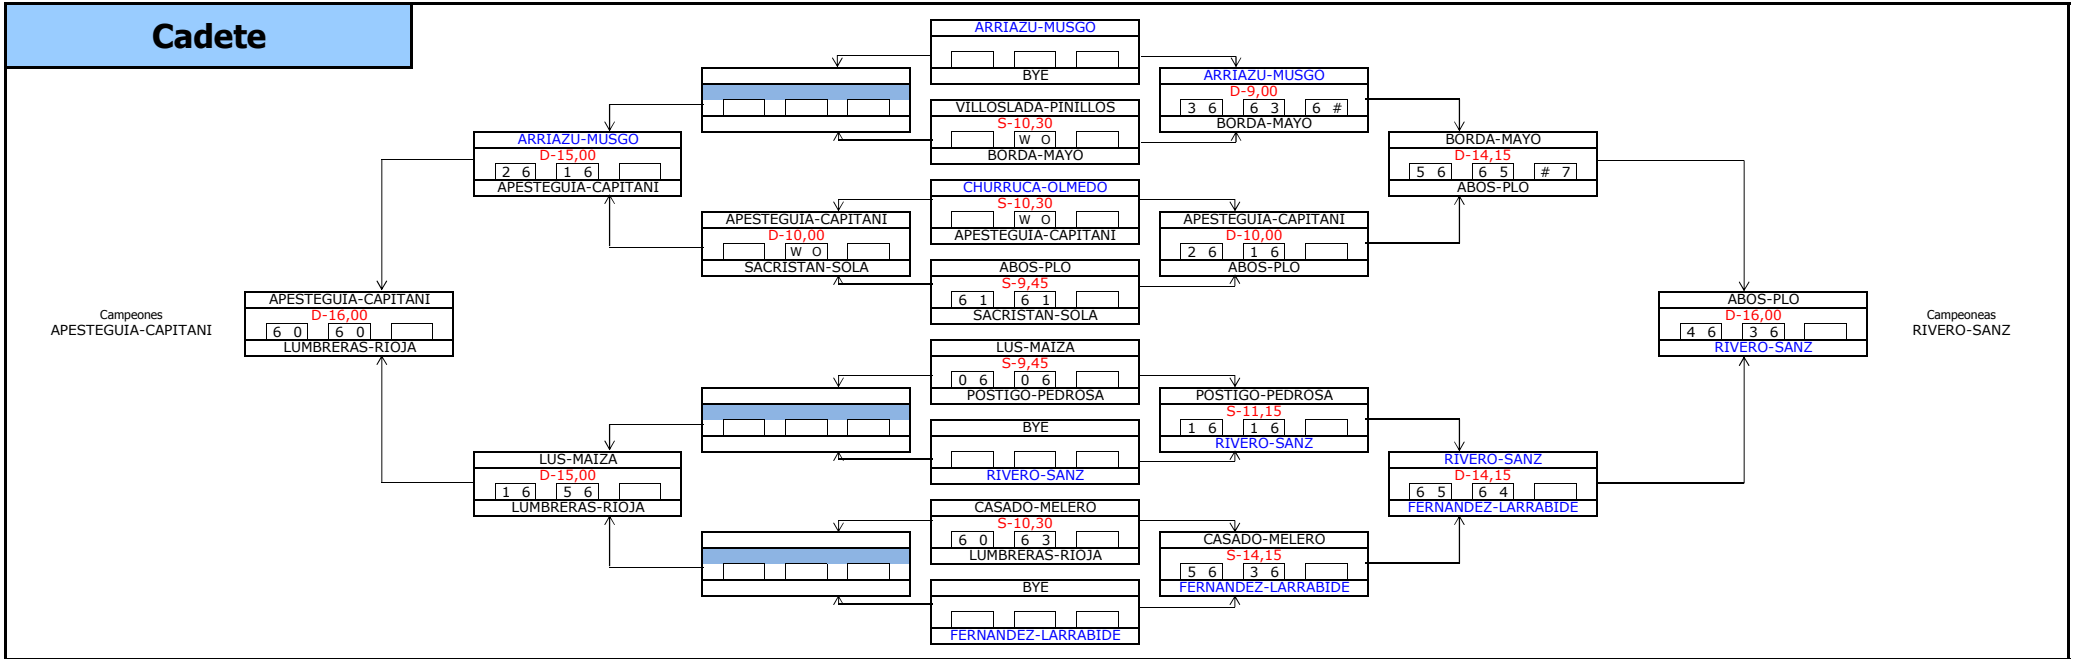 Cadete
ARRIAZU-MUSGO
BYE
VILLOSLADA-PINILLOS
S-10,30
W O
BORDA-MAYO
CHURRUCA-OLMEDO
S-10,30
W O
APESTEGUIA-CAPITANI
ABOS-PLO
S-9,45
6 1 6 1
SACRISTAN-SOLA
LUS-MAIZA
S-9,45
0 6 0 6
POSTIGO-PEDROSA
BYE
RIVERO-SANZ
CASADO-MELERO
S-10,30
6 0 6 3
LUMBRERAS-RIOJA
BYE
FERNANDEZ-LARRABIDE
APESTEGUIA-CAPITANI
D-10,00
W O
SACRISTAN-SOLA
ARRIAZU-MUSGO
D-15,00
2 6 1 6
APESTEGUIA-CAPITANI
LUS-MAIZA
D-15,00
1 6 5 6
LUMBRERAS-RIOJA
APESTEGUIA-CAPITANI
D-16,00
6 0 6 0
LUMBRERAS-RIOJA
Campeones
APESTEGUIA-CAPITANI
ARRIAZU-MUSGO
D-9,00
3 6 6 3 6 #
BORDA-MAYO
APESTEGUIA-CAPITANI
D-10,00
2 6 1 6
ABOS-PLO
POSTIGO-PEDROSA
S-11,15
1 6 1 6
RIVERO-SANZ
CASADO-MELERO
S-14,15
5 6 3 6
FERNANDEZ-LARRABIDE
BORDA-MAYO
D-14,15
5 6 6 5 # 7
ABOS-PLO
RIVERO-SANZ
D-14,15
6 5 6 4
FERNANDEZ-LARRABIDE
ABOS-PLO
D-16,00
4 6 3 6
RIVERO-SANZ
Campeoneas
RIVERO-SANZ